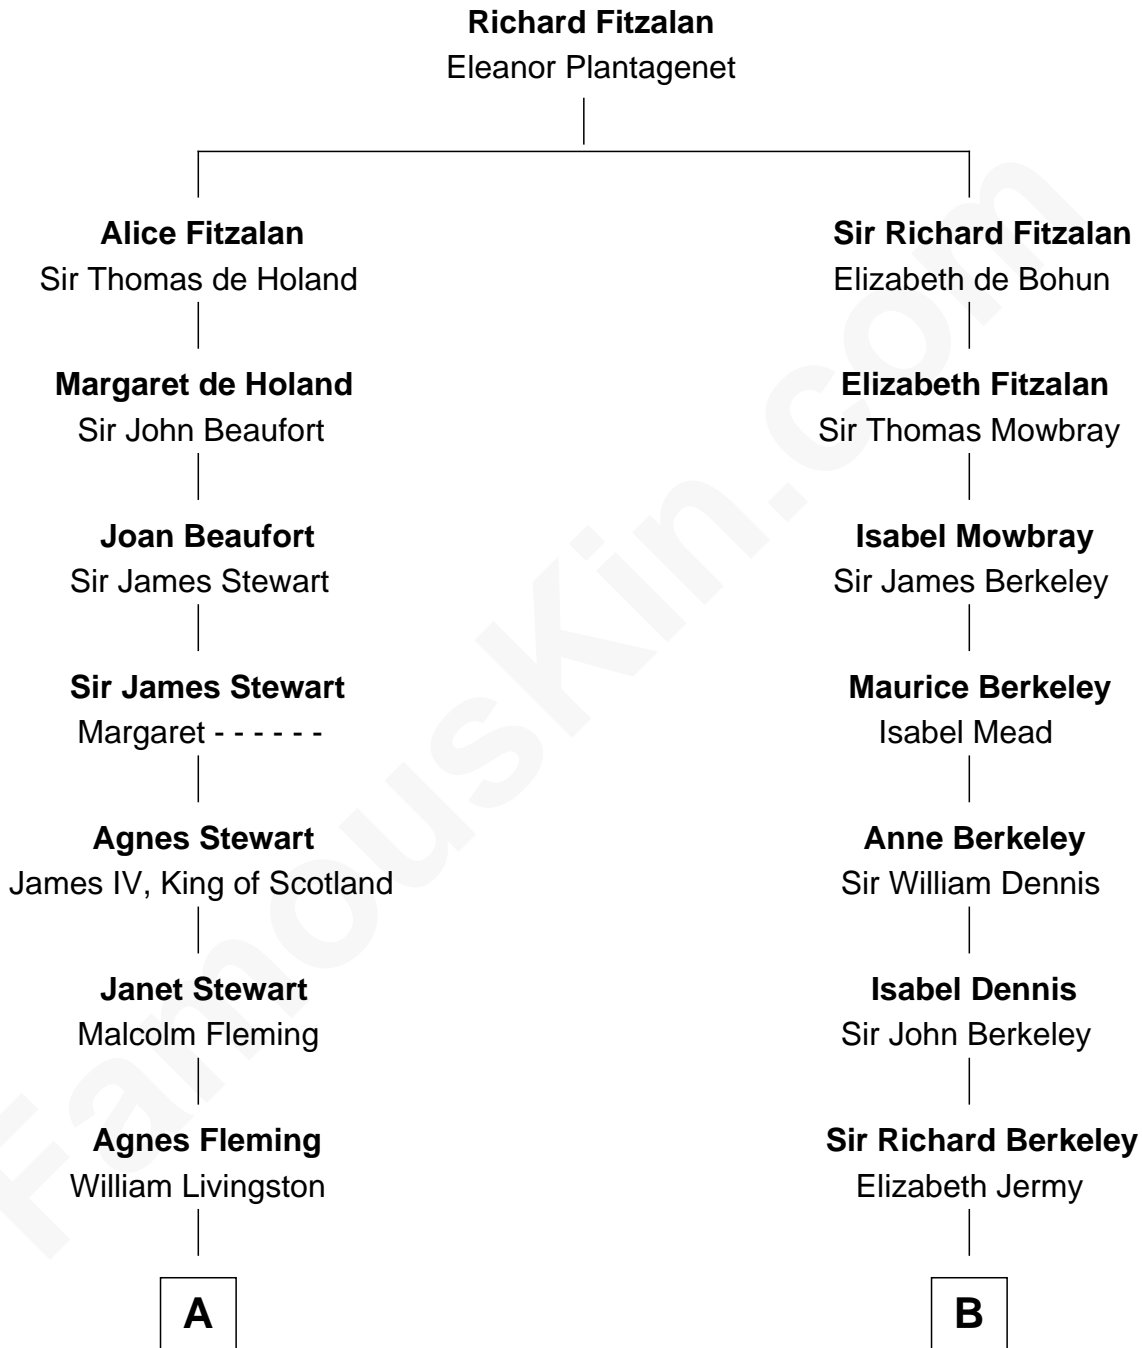 Richard Fitzalan
Eleanor Plantagenet
Alice Fitzalan
Sir Thomas de Holand
Margaret de Holand
Sir John Beaufort
Joan Beaufort
Sir James Stewart
Sir James Stewart
Margaret - - - - - -
Agnes Stewart
James IV, King of Scotland
Janet Stewart
Malcolm Fleming
Agnes Fleming
William Livingston
A
Sir Richard Fitzalan
Elizabeth de Bohun
Elizabeth Fitzalan
Sir Thomas Mowbray
Isabel Mowbray
Sir James Berkeley
Maurice Berkeley
Isabel Mead
Anne Berkeley
Sir William Dennis
Isabel Dennis
Sir John Berkeley
Sir Richard Berkeley
Elizabeth Jermy
B
FamousKin.com